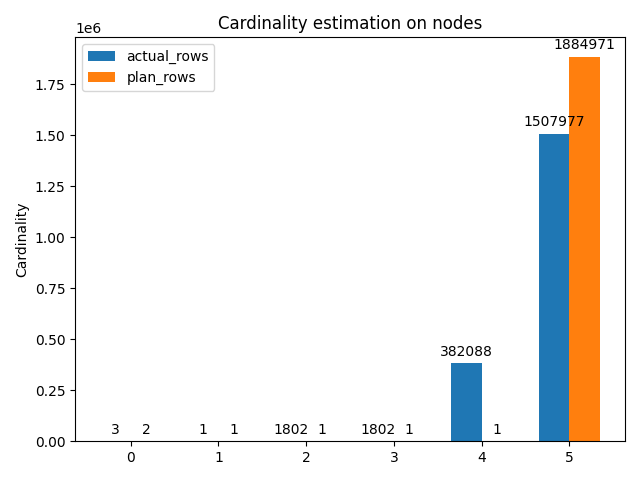 Cardinality estimation on nodes
1e6
actual_rows
plan_rows
1884971
1507977
382088
3 2 1 1 1802 1 1802 1 1
1.75
1.50
1.25
1.00
0.75
0.50
0.25
0.00
Cardinality
0 1 2 3 4 5